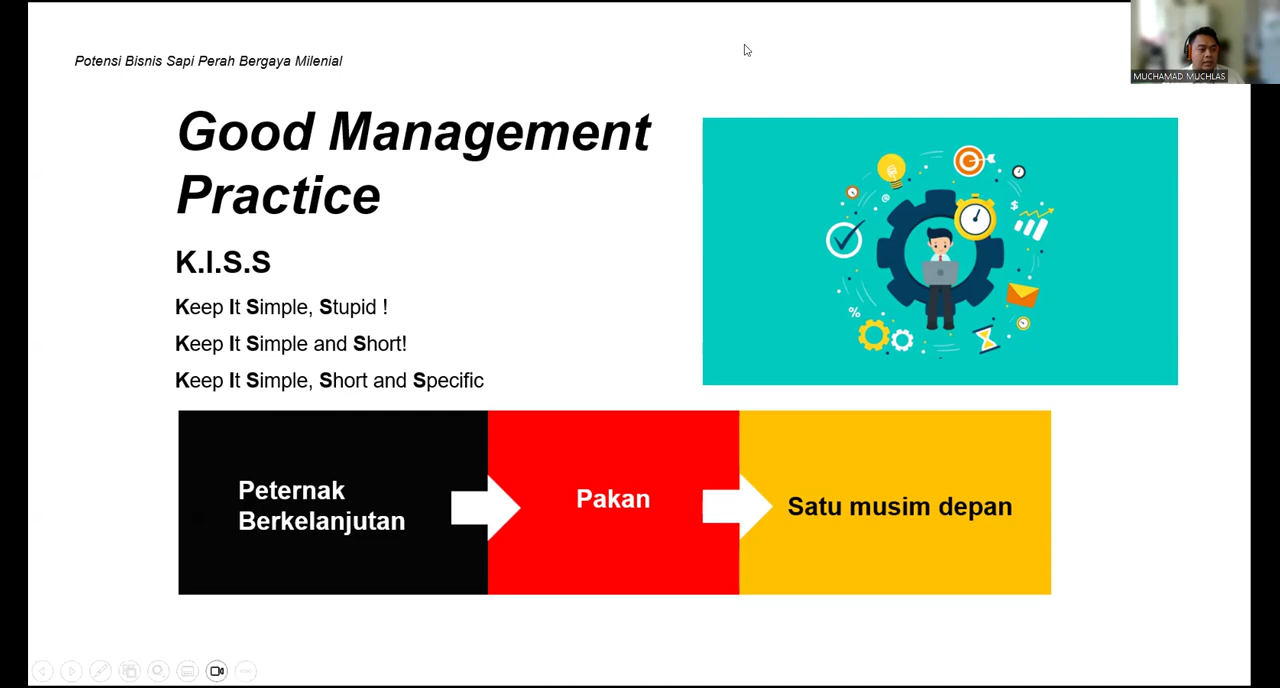 Potensi Bisnis Sapi Perah Bergaya Milenial
MUCHAMAD MUCHLAS
Good Management
Practice
K.I.S.S
Keep It Simple, Stupid !
Keep It Simple and Short!
Keep It Simple, Short and Specific
@
$
%
Peternak
Berkelanjutan
Pakan
Satu musim depan